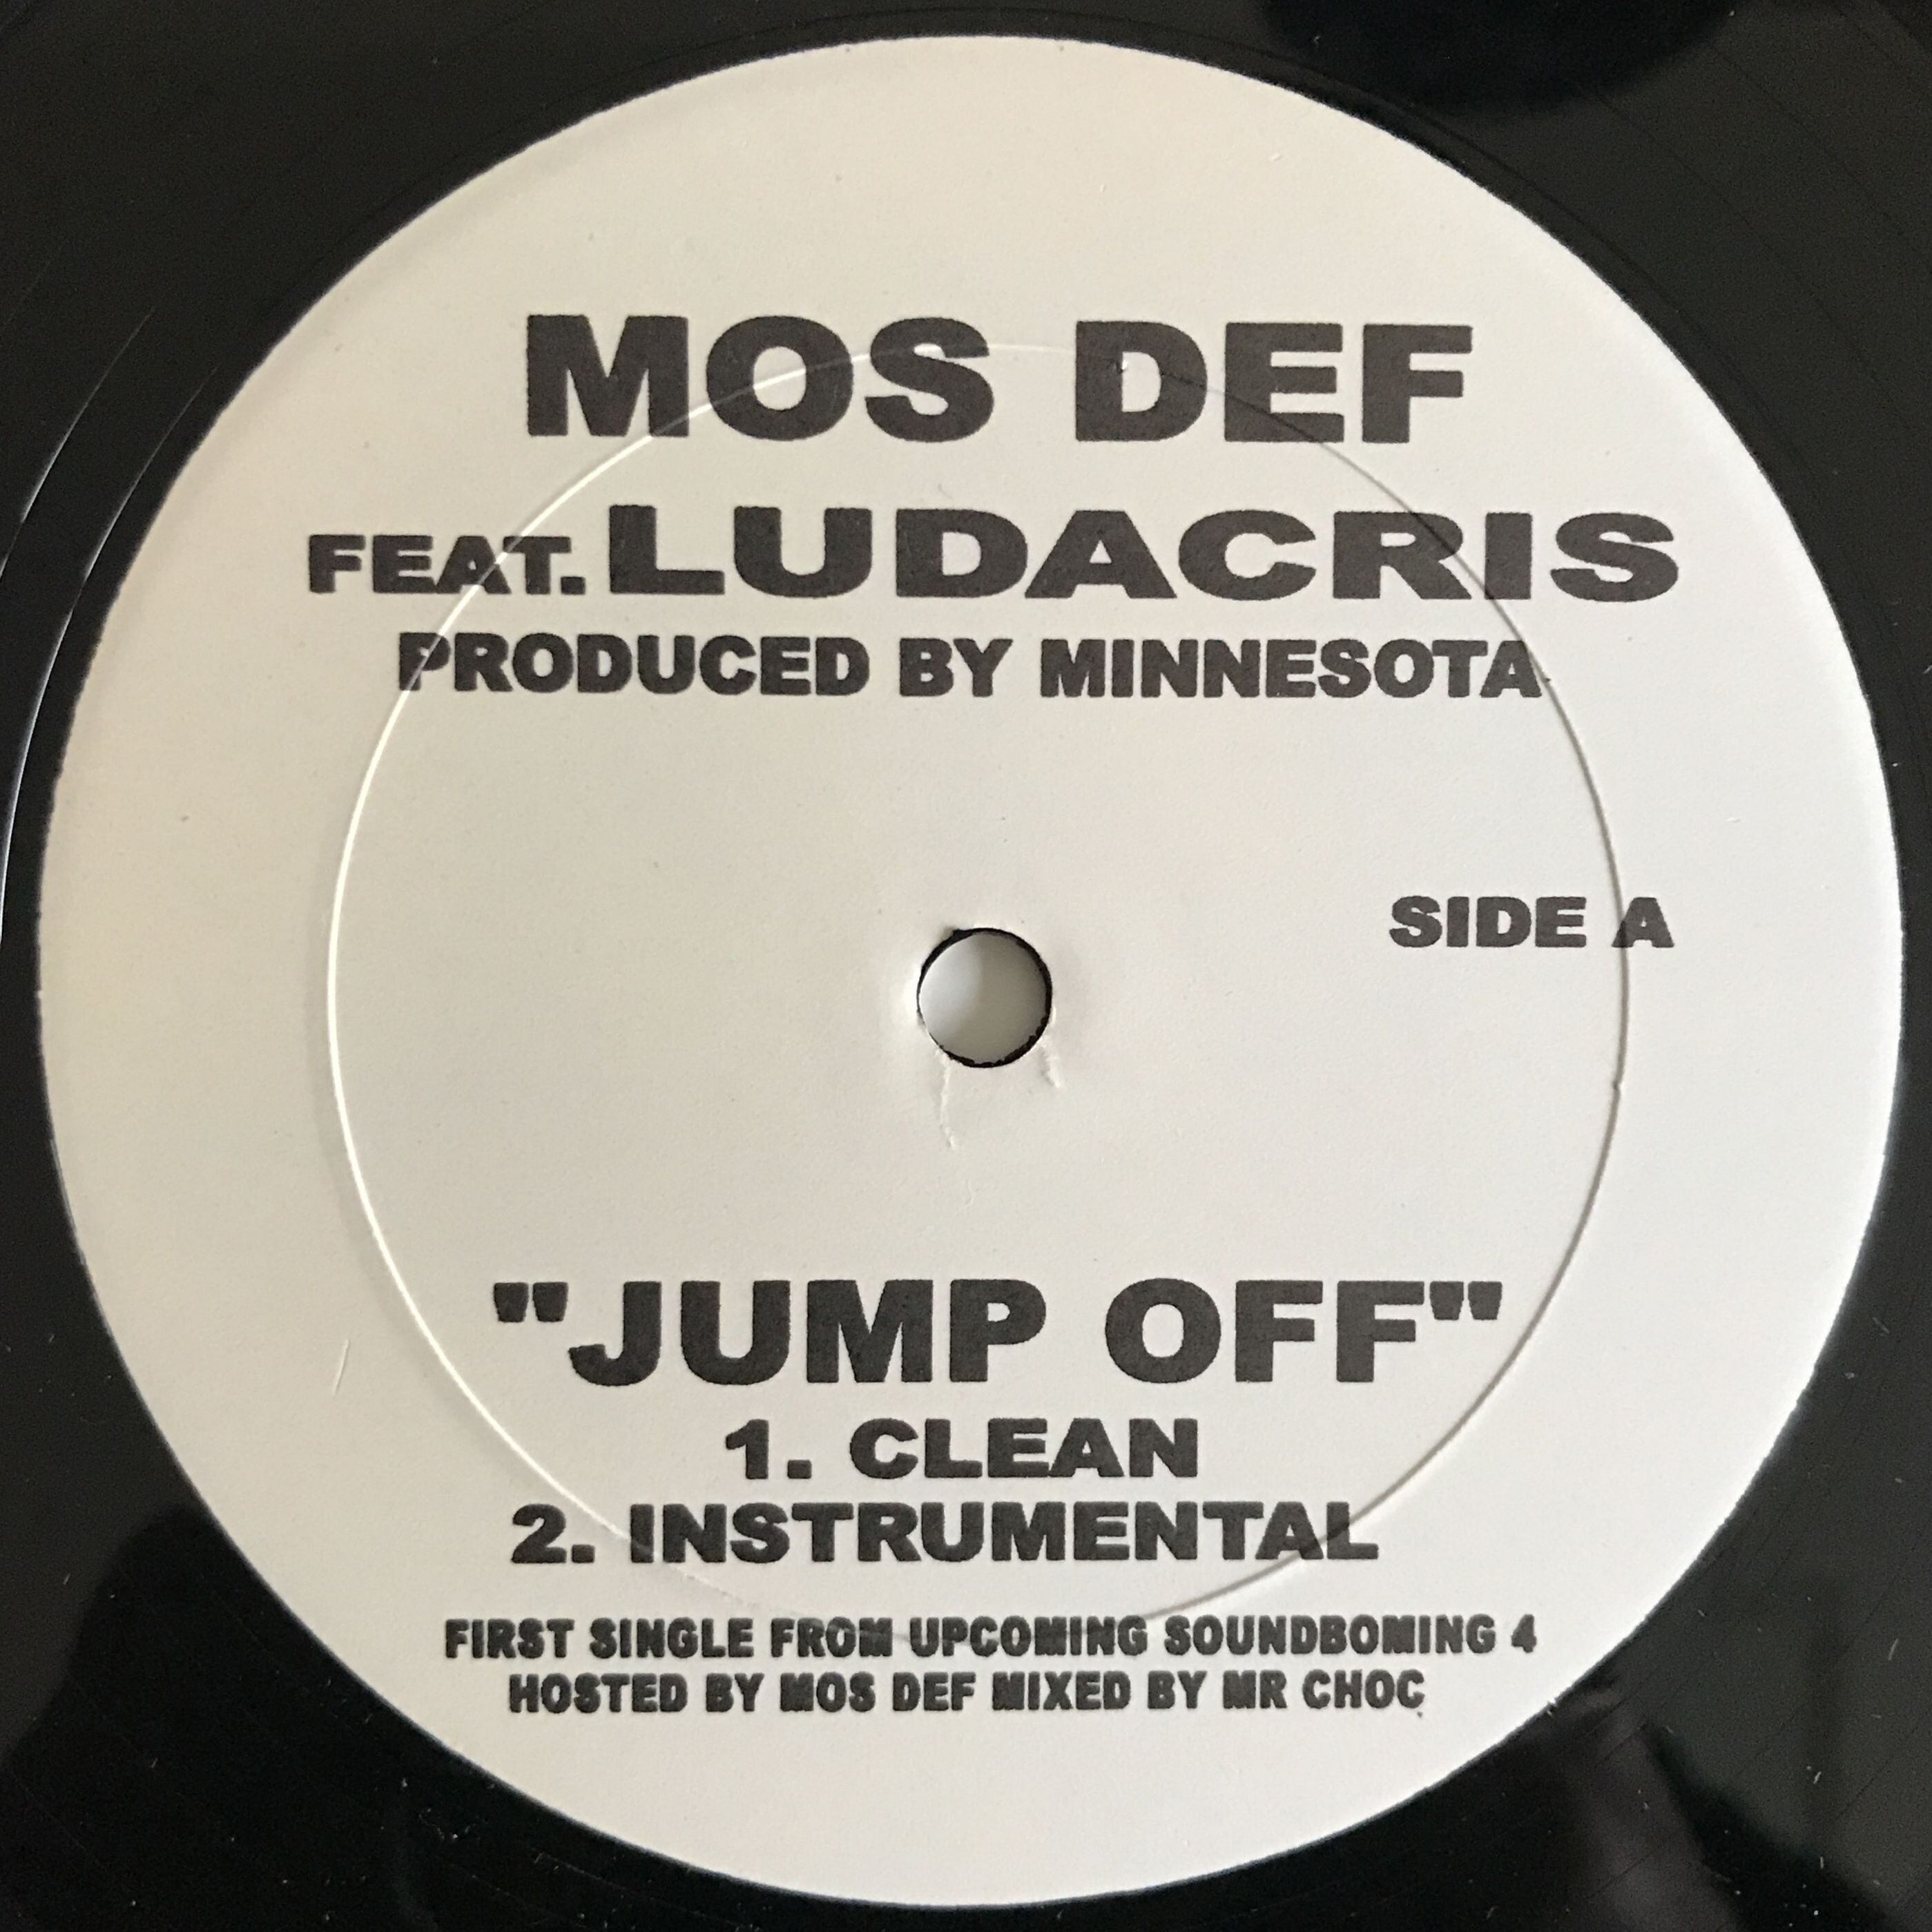 MOS DEF
FEAT. LUDACRIS
PRODUCED BY MINNESOTA
SIDE A
"JUMP OFF"
1. CLEAN
2. INSTRUMENTAL
FIRST SINGLE FROM UPCOMING SOUNDBOMING 4
HOSTED BY MOS DEF MIXED BY MR CHOC